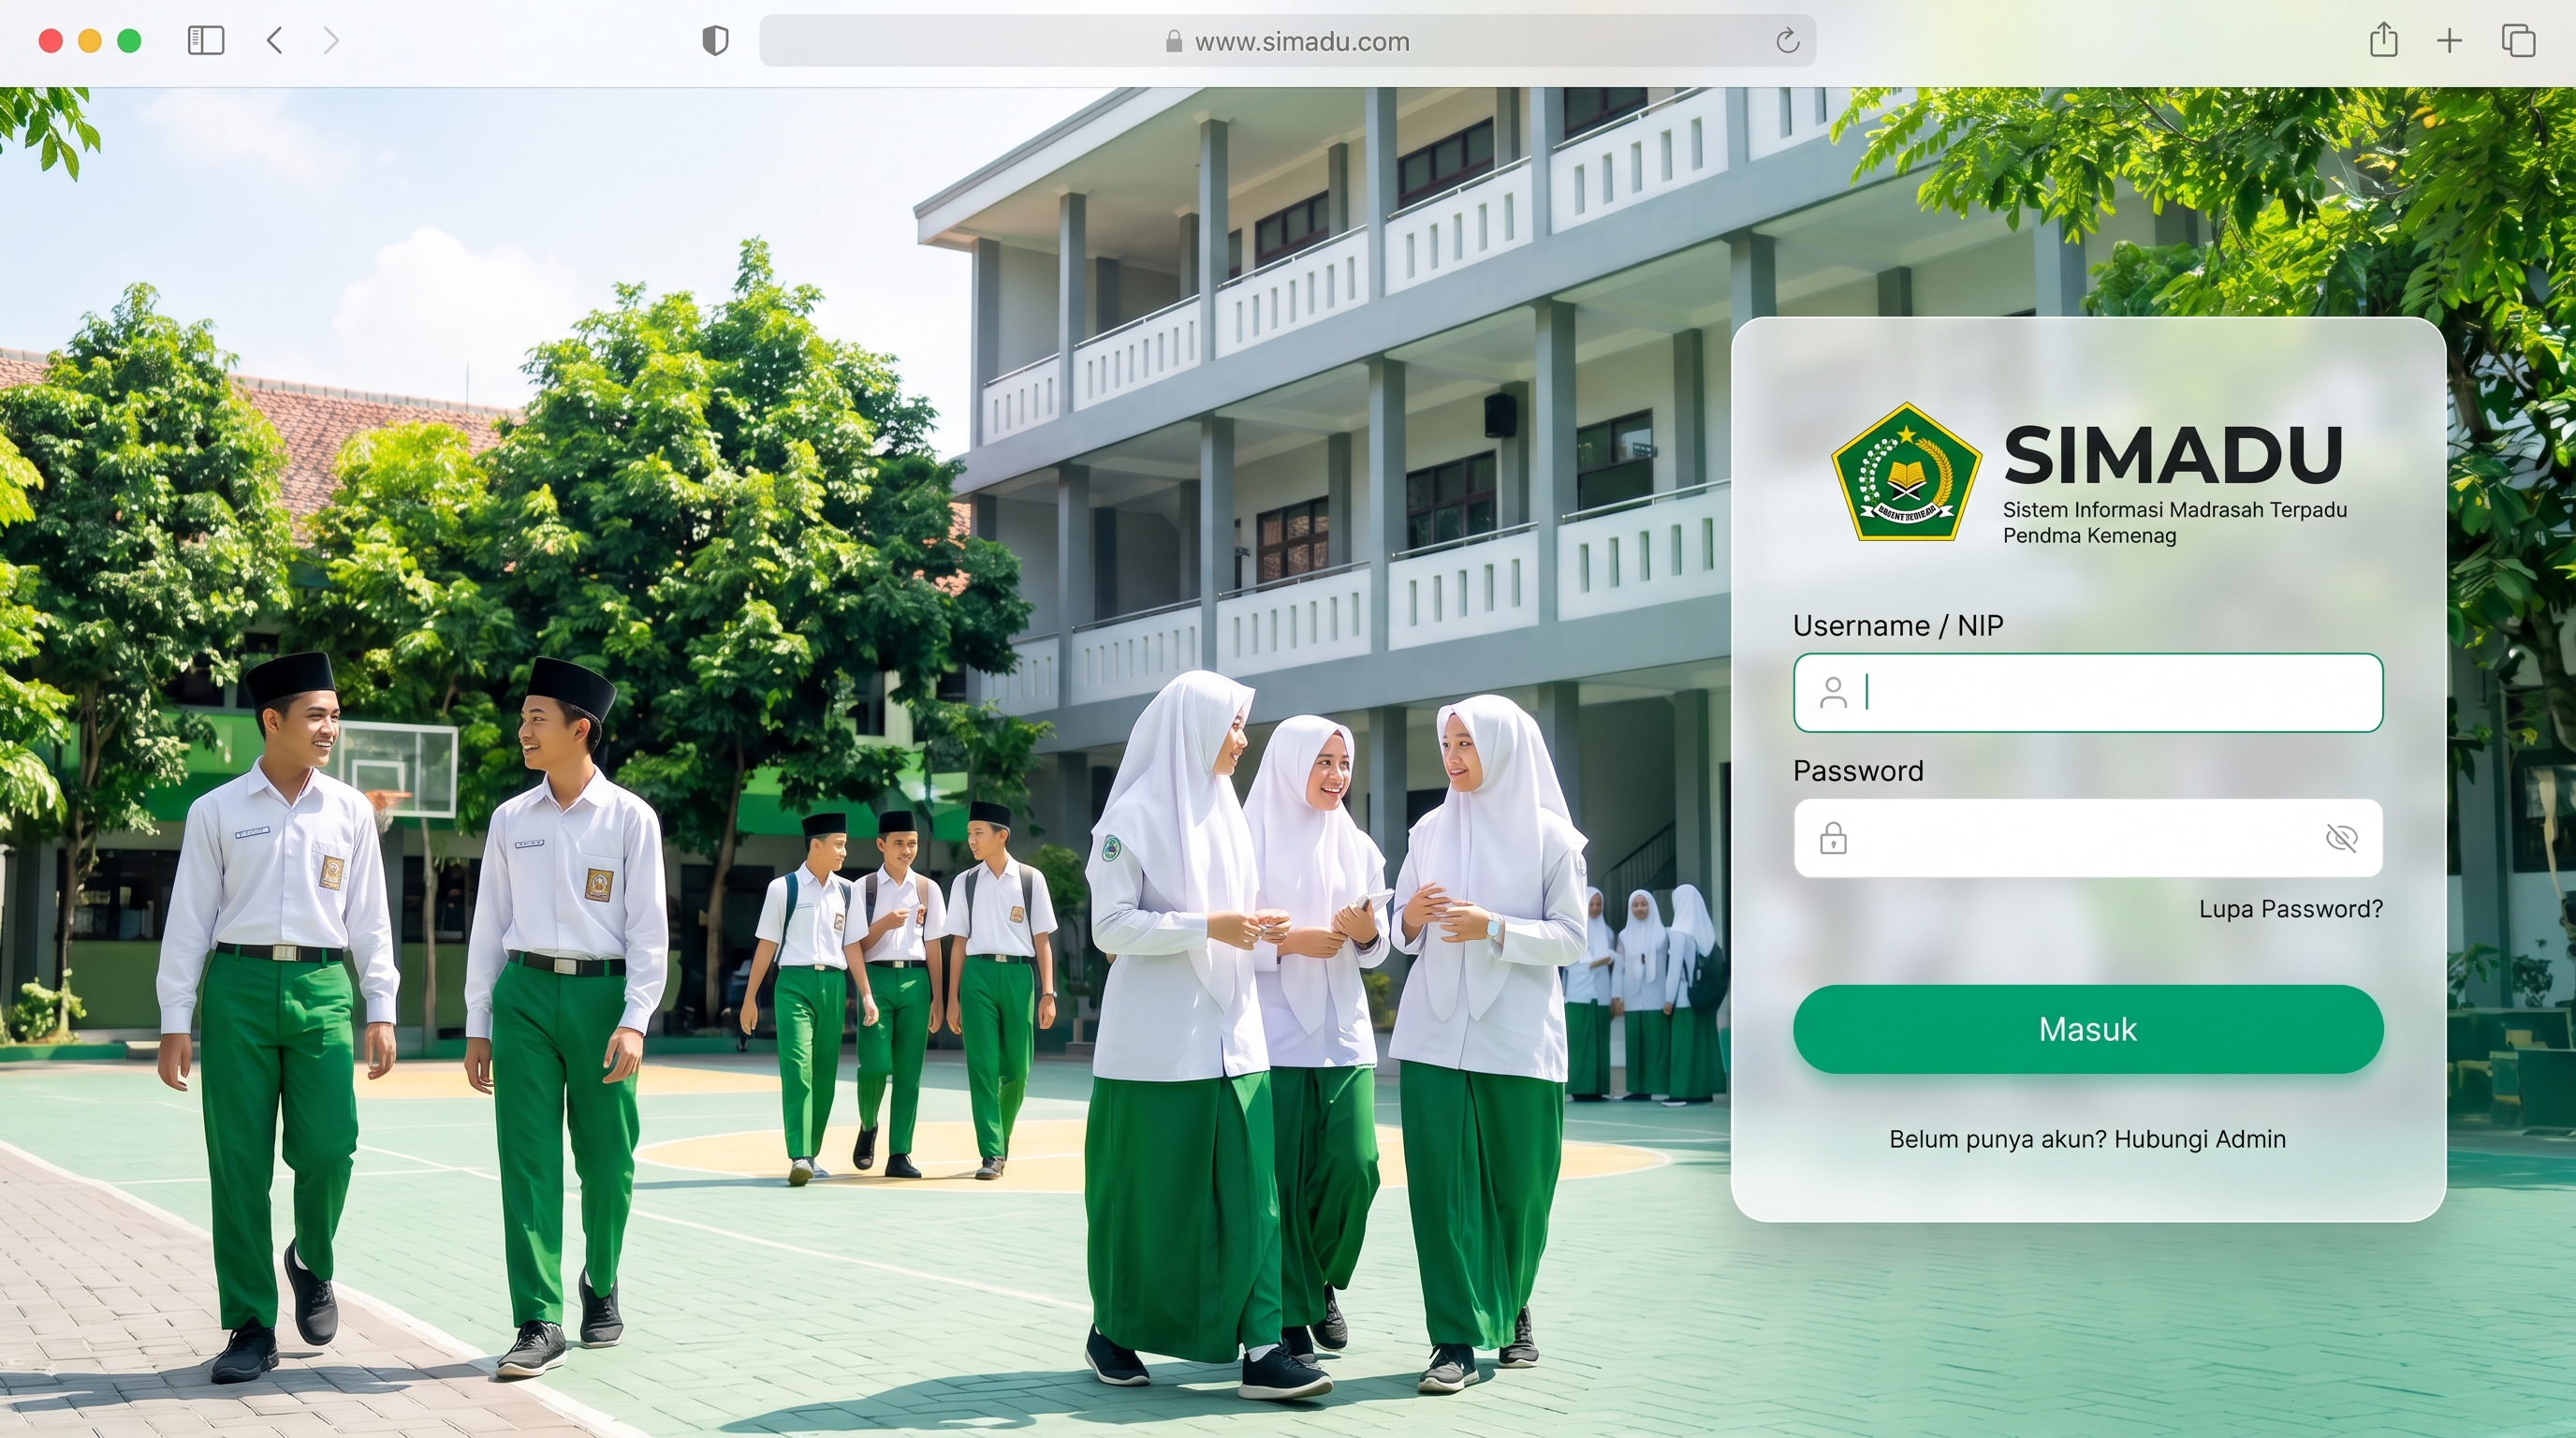 www.simadu.com
SIMADU
Sistem Informasi Madrasah Terpadu
Pendma Kemenag
Username / NIP
Password
Lupa Password?
Masuk
Belum punya akun? Hubungi Admin